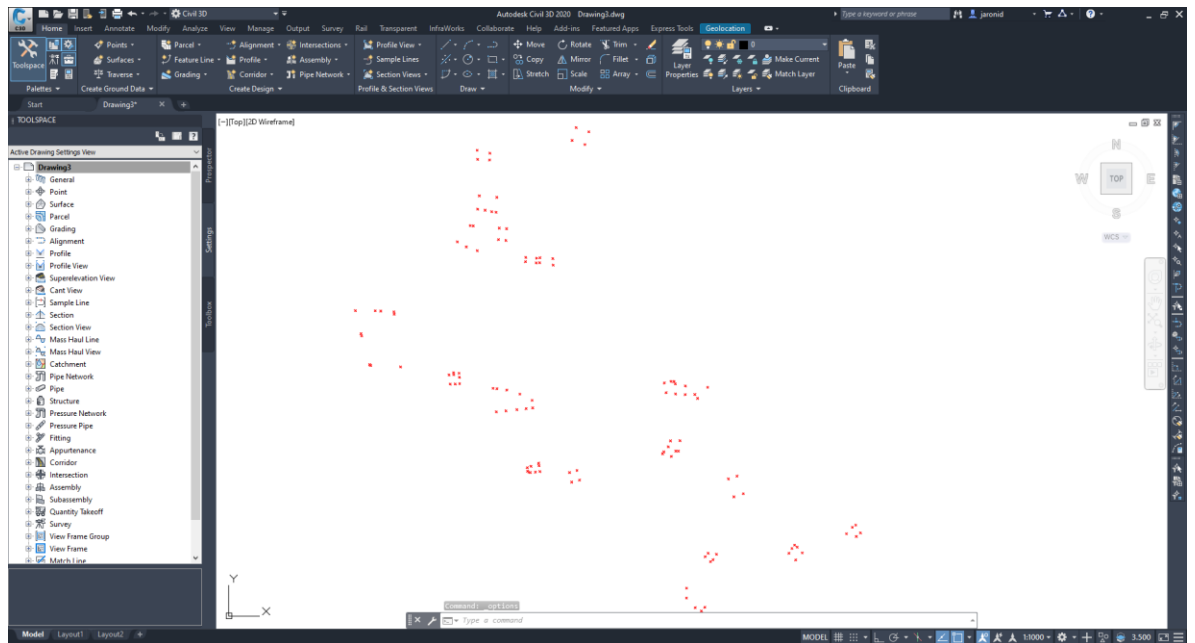 Civil 3D
Autodesk Civil 3D 2020 Drawing3.dwg
Type a keyword or phrase
jaronid
C3D
Home Insert Annotate Modify Analyze View Manage Output Survey Rail Transparent InfraWorks Collaborate Help Add-ins Featured Apps Express Tools Geolocation
Points Parcel Alignment Intersections Profile View Move Rotate Trim 0
Toolspace Surfaces Feature Line Profile Assembly Sample Lines Copy Mirror Fillet Layer Properties Make Current Paste
Traverse Grading Corridor Pipe Network Section Views Stretch Scale Array Match Layer
Palettes Create Ground Data Create Design Profile & Section Views Draw Modify Layers Clipboard
Start Drawing3*
TOOLSPACE
[−][Top][2D Wireframe]
Active Drawing Settings View
Prospector
Settings
Toolbox
Drawing3
General
Point
Surface
Parcel
Grading
Alignment
Profile
Profile View
Superelevation View
Cant View
Sample Line
Section
Section View
Mass Haul Line
Mass Haul View
Catchment
Pipe Network
Pipe
Structure
Pressure Network
Pressure Pipe
Fitting
Appurtenance
Corridor
Intersection
Assembly
Subassembly
Quantity Takeoff
Survey
View Frame Group
View Frame
Match Line
N
W TOP E
S
WCS
Y
X
Command: _options
Type a command
Model Layout1 Layout2
MODEL 1:1000 3.500